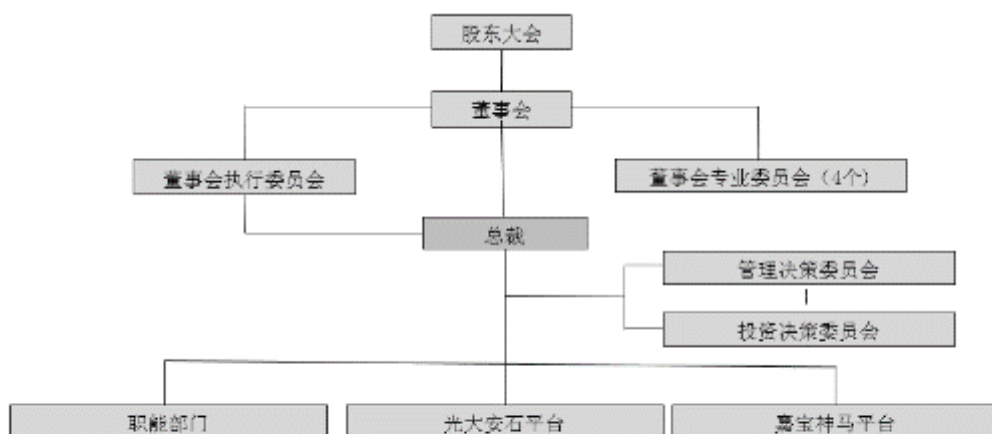 股东大会
董事会
董事会执行委员会
董事会专业委员会（4个）
总裁
管理决策委员会
投资决策委员会
职能部门
光大安石平台
嘉宝神马平台